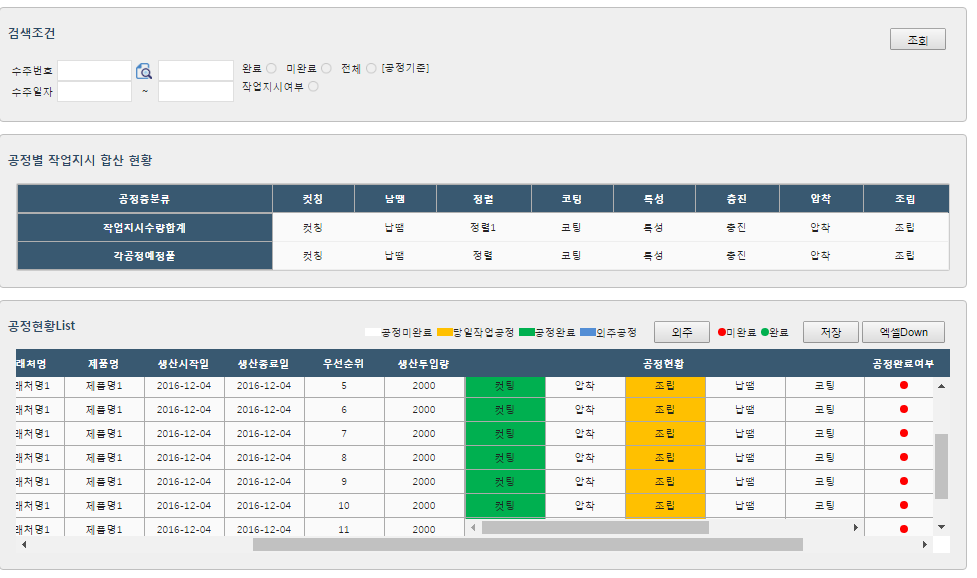 검색조건
조회
수주번호 완료 미완료 전체 [공정기준]
수주일자 ~ 작업지시여부
공정별 작업지시 합산 현황
공정중분류 컷칭 납땜 정렬 코팅 특성 충진 압착 조립
작업지시수량합계 컷칭 납땜 정렬1 코팅 특성 충진 압착 조립
각공정예정품 컷칭 납땜 정렬 코팅 특성 충진 압착 조립
공정현황List
공정미완료 당일작업공정 공정완료 외주공정 외주 미완료 완료 저장 엑셀Down
래처명 제품명 생산시작일 생산종료일 우선순위 생산투입량 공정현황 공정완료여부
래처명1 제품명1 2016-12-04 2016-12-04 5 2000 컷팅 압착 조립 납땜 코팅
래처명1 제품명1 2016-12-04 2016-12-04 6 2000 컷팅 압착 조립 납땜 코팅
래처명1 제품명1 2016-12-04 2016-12-04 7 2000 컷팅 압착 조립 납땜 코팅
래처명1 제품명1 2016-12-04 2016-12-04 8 2000 컷팅 압착 조립 납땜 코팅
래처명1 제품명1 2016-12-04 2016-12-04 9 2000 컷팅 압착 조립 납땜 코팅
래처명1 제품명1 2016-12-04 2016-12-04 10 2000 컷팅 압착 조립 납땜 코팅
래처명1 제품명1 2016-12-04 2016-12-04 11 2000